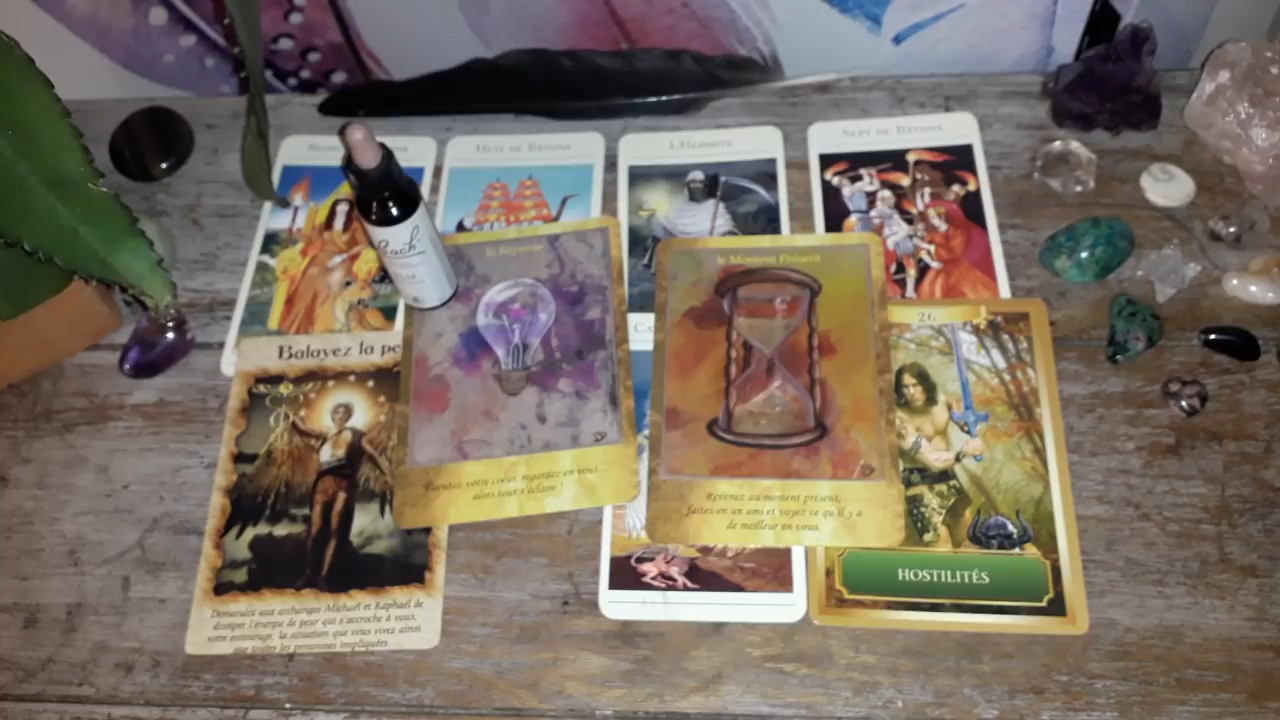 Huit de Bâtons
L'Hermite
Sept de Bâtons
Bach
la Réponse
le Moment Présent
26
Balayez la pe
votre coeur, regardez en vous...
alors tout s'éclaire !
Revenez au moment présent,
faites-en un ami et voyez ce qu'il y a
de meilleur en vous.
HOSTILITÉS
Demandez aux archanges Michaël et Raphaël de
dissiper l'énergie de peur qui s'accroche à vous,
votre entourage, la situation que vous vivez ainsi
que toutes les personnes impliquées.